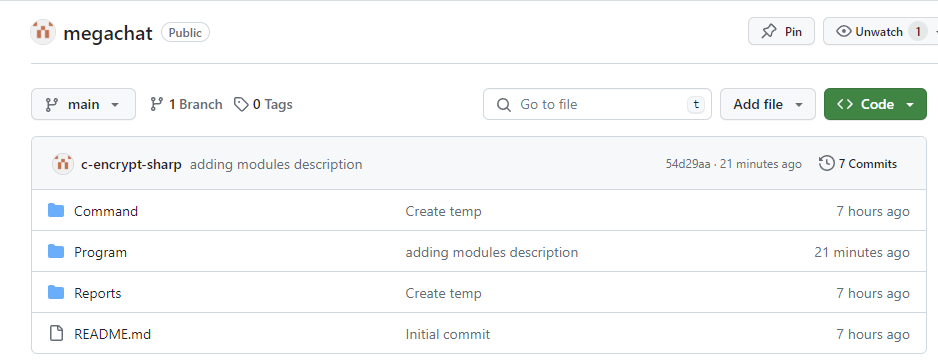 megachat Public Pin Unwatch 1
main 1 Branch 0 Tags Go to file t Add file Code
c-encrypt-sharp adding modules description 54d29aa · 21 minutes ago 7 Commits
Command Create temp 7 hours ago
Program adding modules description 21 minutes ago
Reports Create temp 7 hours ago
README.md Initial commit 7 hours ago